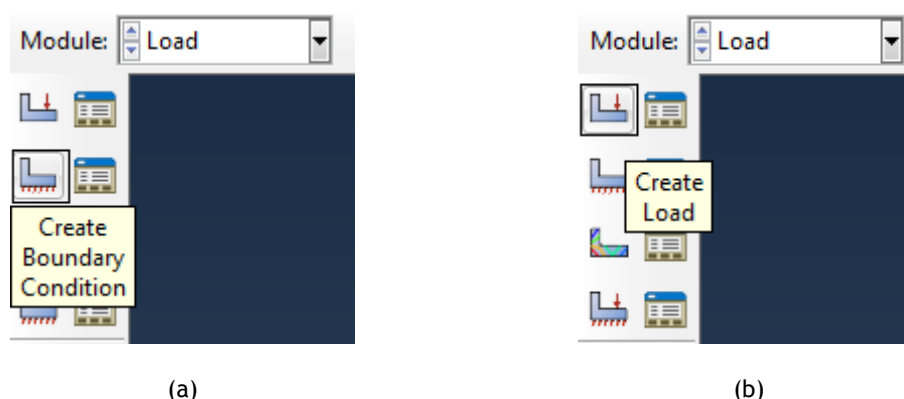 Module: Load
Create
Boundary
Condition
(a)
Module: Load
Create
Load
(b)